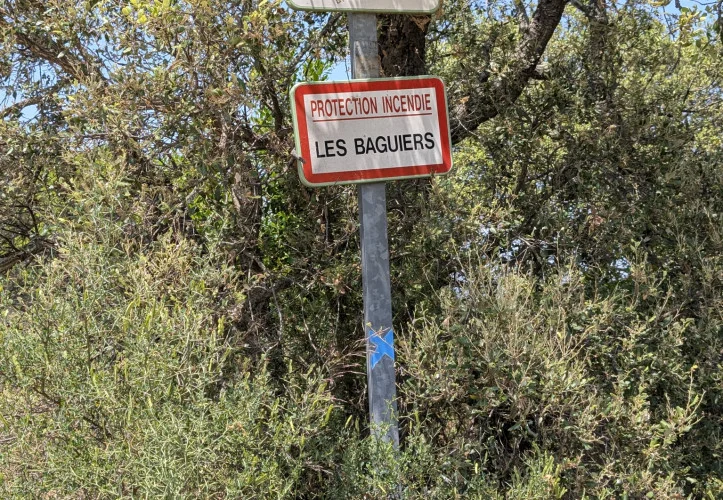 PROTECTION INCENDIE
LES BAGUIERS